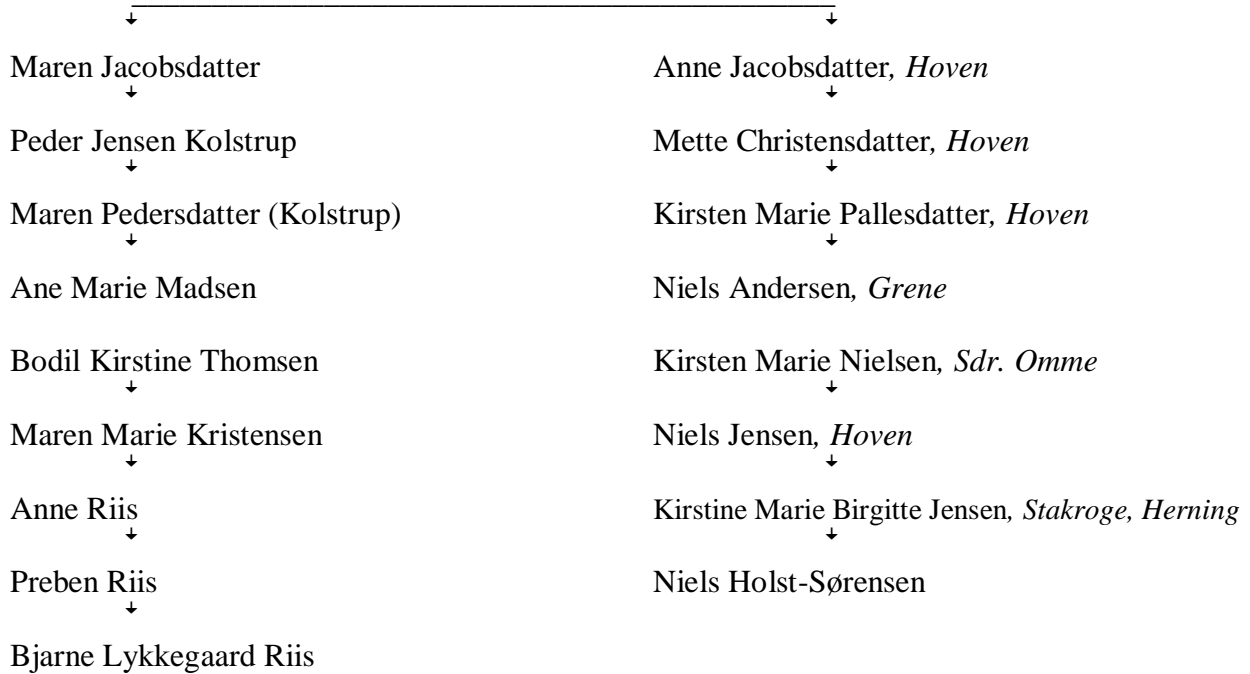 Maren Jacobsdatter Anne Jacobsdatter, Hoven
Peder Jensen Kolstrup Mette Christensdatter, Hoven
Maren Pedersdatter (Kolstrup) Kirsten Marie Pallesdatter, Hoven
Ane Marie Madsen Niels Andersen, Grene
Bodil Kirstine Thomsen Kirsten Marie Nielsen, Sdr. Omme
Maren Marie Kristensen Niels Jensen, Hoven
Anne Riis Kirstine Marie Birgitte Jensen, Stakroge, Herning
Preben Riis Niels Holst-Sørensen
Bjarne Lykkegaard Riis